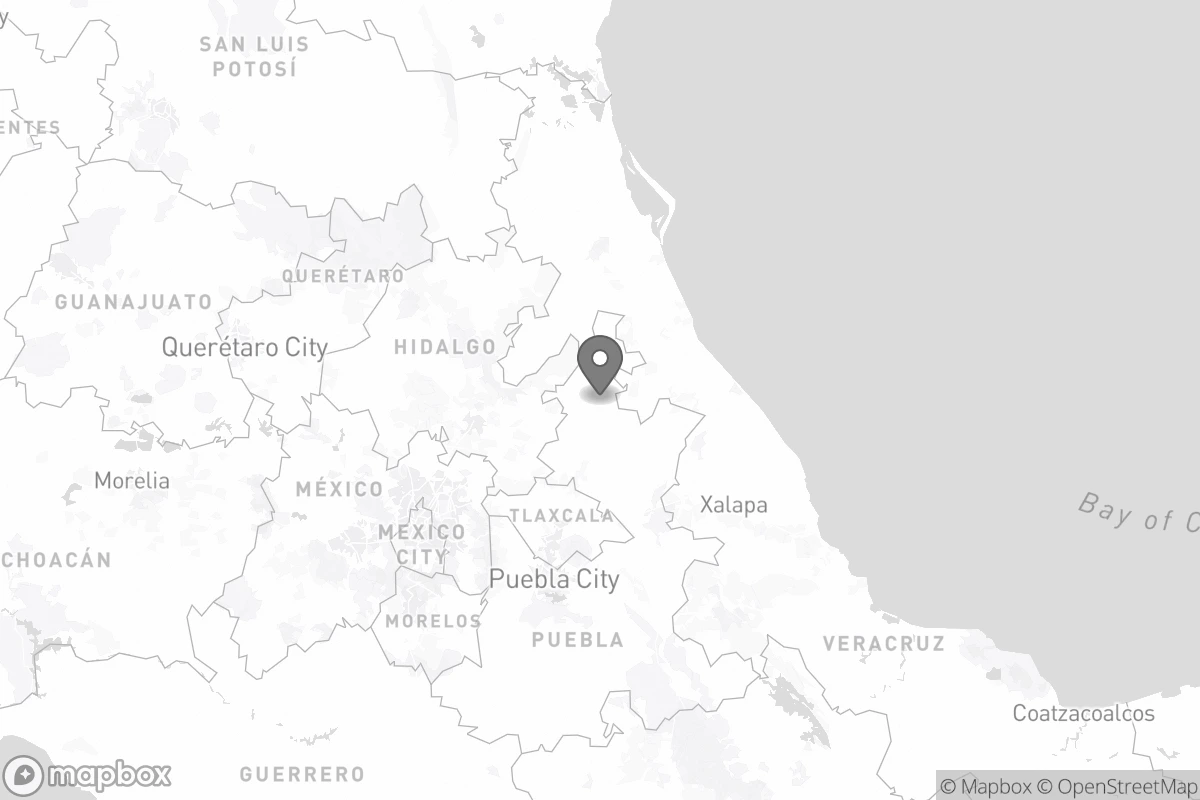 y
SAN LUIS
POTOSÍ
ENTES
QUERÉTARO
GUANAJUATO
Querétaro City
HIDALGO
Morelia
MÉXICO
Xalapa
Bay of C
TLAXCALA
MEXICO
CITY
CHOACÁN
Puebla City
MORELOS
PUEBLA
VERACRUZ
Coatzacoalcos
GUERRERO
mapbox
© Mapbox © OpenStreetMap